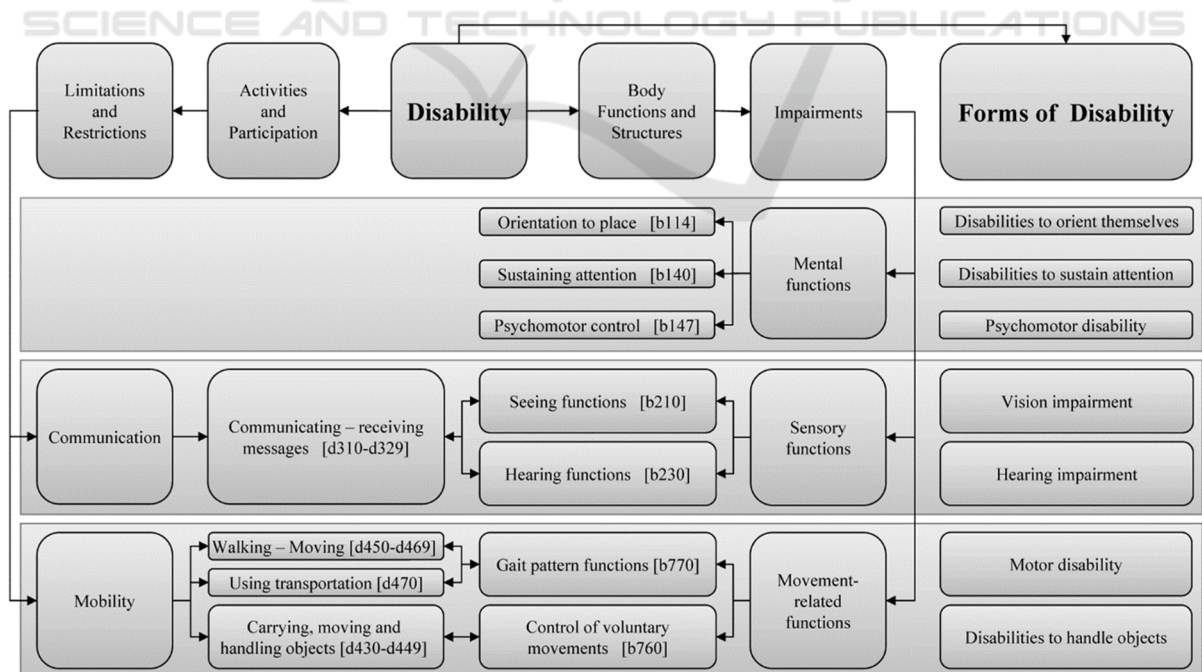 SCIENCE AND TECHNOLOGY PUBLICATIONS
Limitations
and
Restrictions
Activities
and
Participation
Disability
Body
Functions and
Structures
Impairments
Forms of Disability
Orientation to place [b114]
Sustaining attention [b140]
Psychomotor control [b147]
Mental
functions
Disabilities to orient themselves
Disabilities to sustain attention
Psychomotor disability
Communication
Communicating – receiving
messages [d310-d329]
Seeing functions [b210]
Hearing functions [b230]
Sensory
functions
Vision impairment
Hearing impairment
Mobility
Walking – Moving [d450-d469]
Using transportation [d470]
Carrying, moving and
handling objects [d430-d449]
Gait pattern functions [b770]
Control of voluntary
movements [b760]
Movement-
related
functions
Motor disability
Disabilities to handle objects